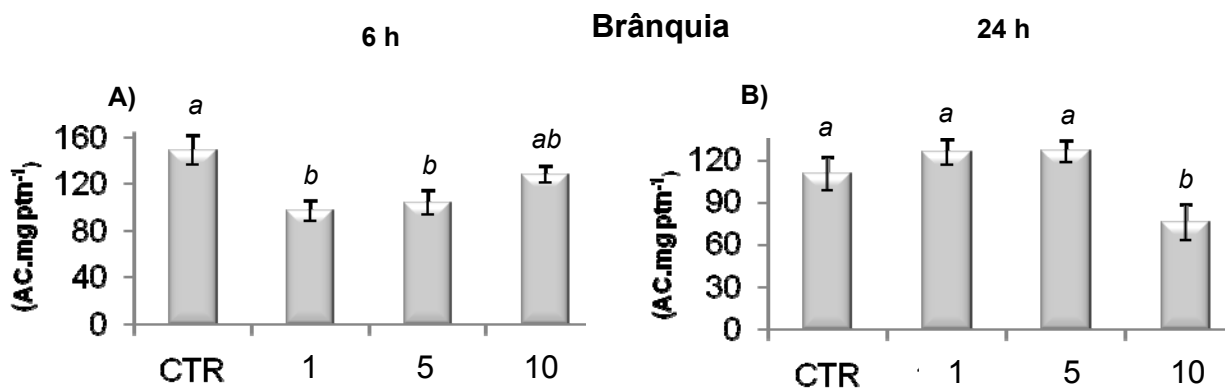 Brânquia
6 h
24 h
A)
a
b
b
ab
160
120
80
40
0
(AC.mgptn-¹)
CTR 1 5 10
B)
a
a
a
b
120
90
60
30
0
(AC.mgptn-¹)
CTR 1 5 10